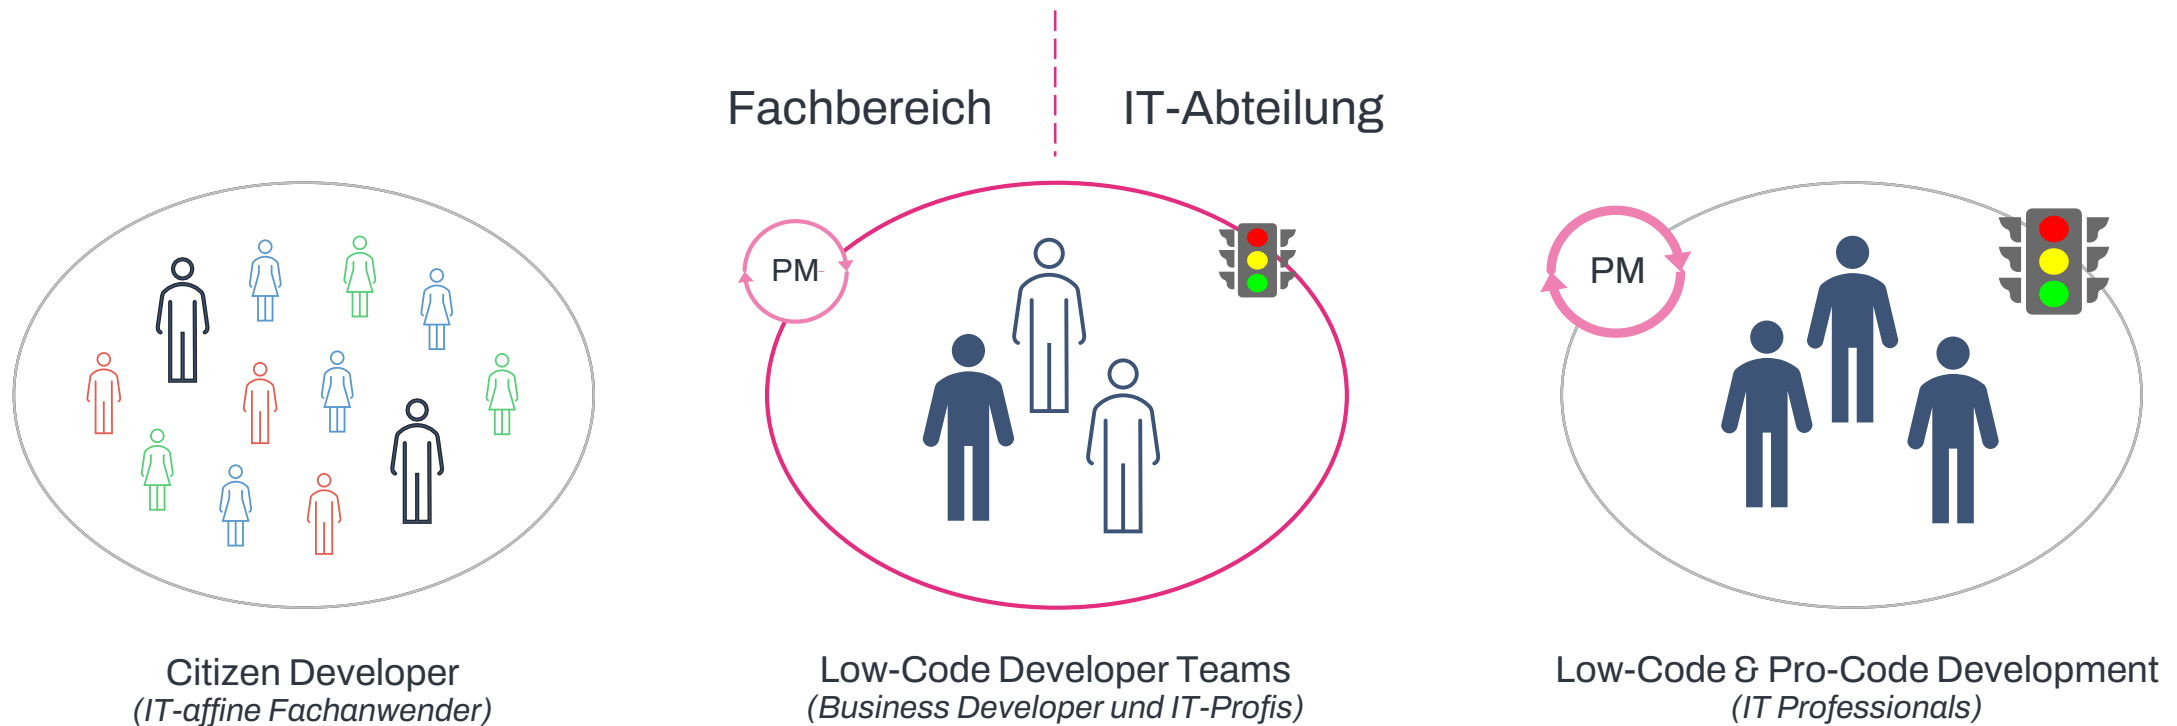 Fachbereich
IT-Abteilung
PM
PM
Citizen Developer
(IT-affine Fachanwender)
Low-Code Developer Teams
(Business Developer und IT-Profis)
Low-Code & Pro-Code Development
(IT Professionals)